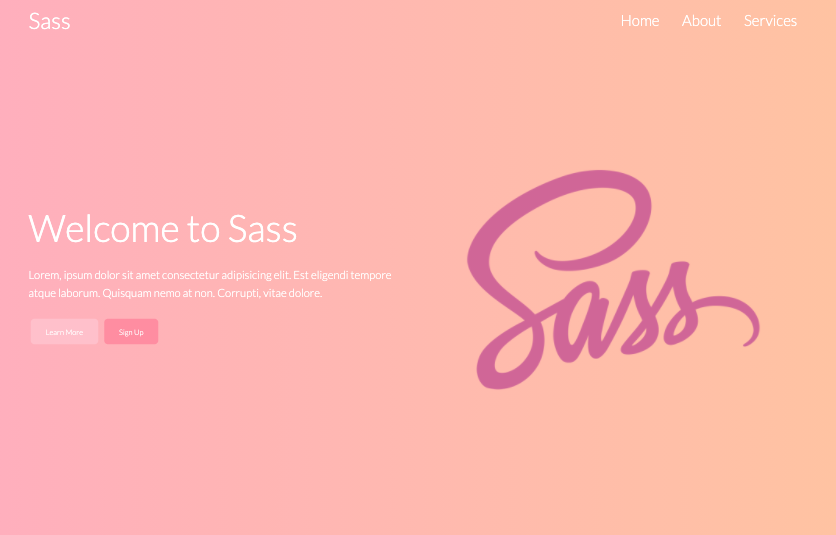 Sass
Home About Services
Welcome to Sass
Lorem, ipsum dolor sit amet consectetur adipisicing elit. Est eligendi tempore
atque laborum. Quisquam nemo at non. Corrupti, vitae dolore.
Learn More Sign Up
Sass